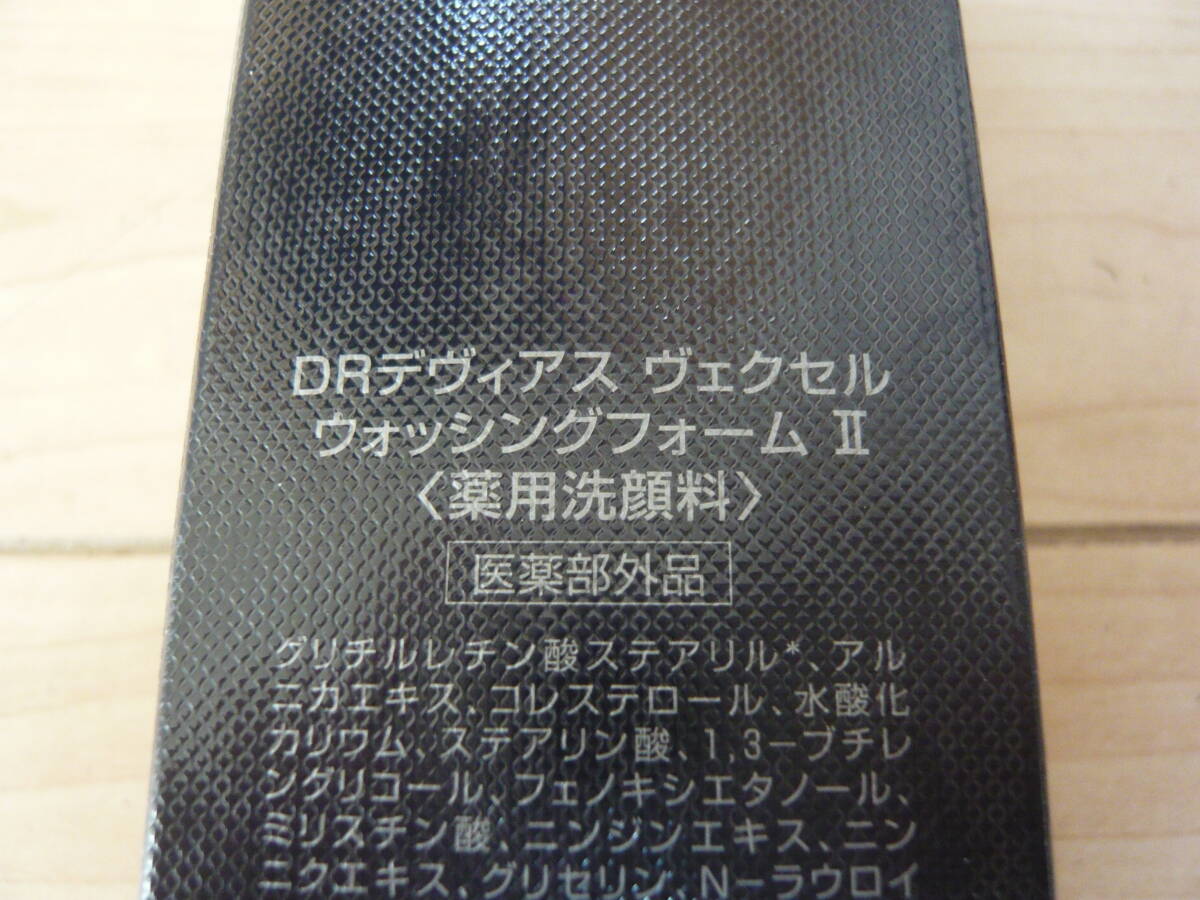 DRデヴィアス ヴェクセル
ウォッシングフォーム Ⅱ
〈薬用洗顔料〉
医薬部外品
グリチルレチン酸ステアリル*、アル
ニカエキス、コレステロール、水酸化
カリウム、ステアリン酸、1,3−ブチレ
ングリコール、フェノキシエタノール、
ミリスチン酸、ニンジンエキス、ニン
ニクエキス、グリセリン、N−ラウロイ